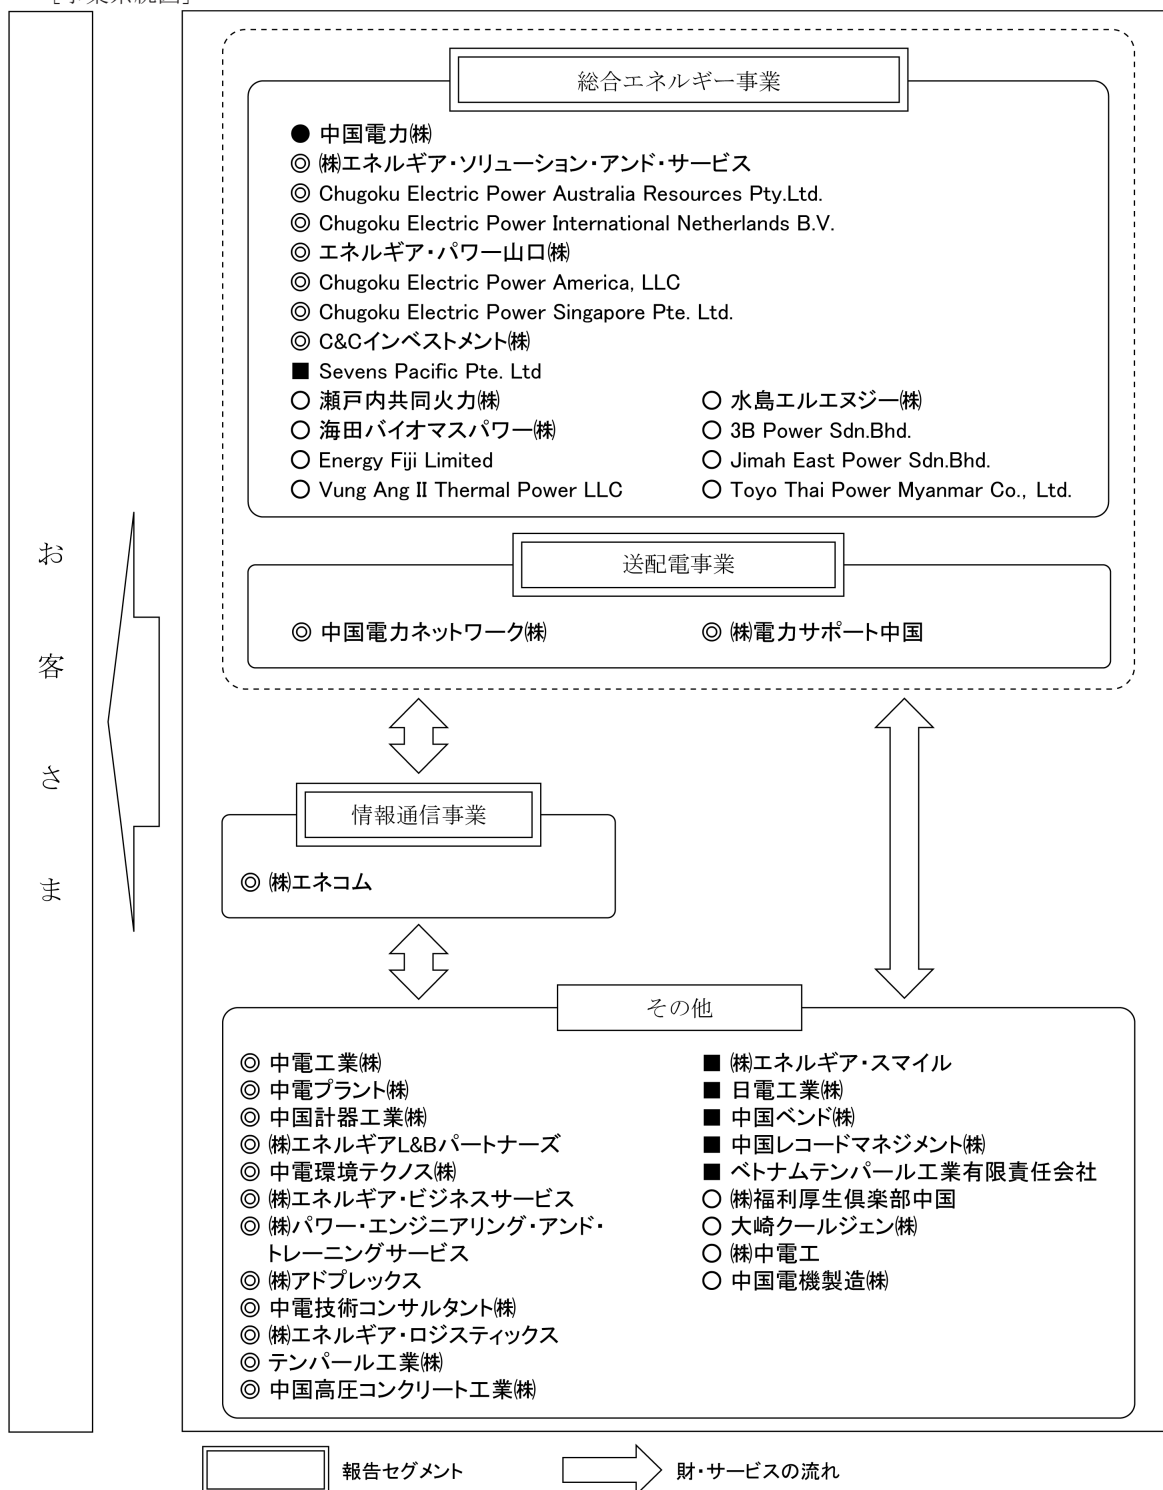 [事業系統図]
お客さま
総合エネルギー事業
● 中国電力㈱
◎ ㈱エネルギア・ソリューション・アンド・サービス
◎ Chugoku Electric Power Australia Resources Pty.Ltd.
◎ Chugoku Electric Power International Netherlands B.V.
◎ エネルギア・パワー山口㈱
◎ Chugoku Electric Power America, LLC
◎ Chugoku Electric Power Singapore Pte. Ltd.
◎ C&Cインベストメント㈱
■ Sevens Pacific Pte. Ltd
○ 瀬戸内共同火力㈱
○ 水島エルエヌジー㈱
○ 海田バイオマスパワー㈱
○ 3B Power Sdn.Bhd.
○ Energy Fiji Limited
○ Jimah East Power Sdn.Bhd.
○ Vung Ang II Thermal Power LLC
○ Toyo Thai Power Myanmar Co., Ltd.
送配電事業
◎ 中国電力ネットワーク㈱
◎ ㈱電力サポート中国
情報通信事業
◎ ㈱エネコム
その他
◎ 中電工業㈱
◎ 中電プラント㈱
◎ 中国計器工業㈱
◎ ㈱エネルギアL&Bパートナーズ
◎ 中電環境テクノス㈱
◎ ㈱エネルギア・ビジネスサービス
◎ ㈱パワー・エンジニアリング・アンド・
トレーニングサービス
◎ ㈱アドプレックス
◎ 中電技術コンサルタント㈱
◎ ㈱エネルギア・ロジスティックス
◎ テンパール工業㈱
◎ 中国高圧コンクリート工業㈱
■ ㈱エネルギア・スマイル
■ 日電工業㈱
■ 中国ベンド㈱
■ 中国レコードマネジメント㈱
■ ベトナムテンパール工業有限責任会社
○ ㈱福利厚生倶楽部中国
○ 大崎クールジェン㈱
○ ㈱中電工
○ 中国電機製造㈱
報告セグメント
財・サービスの流れ